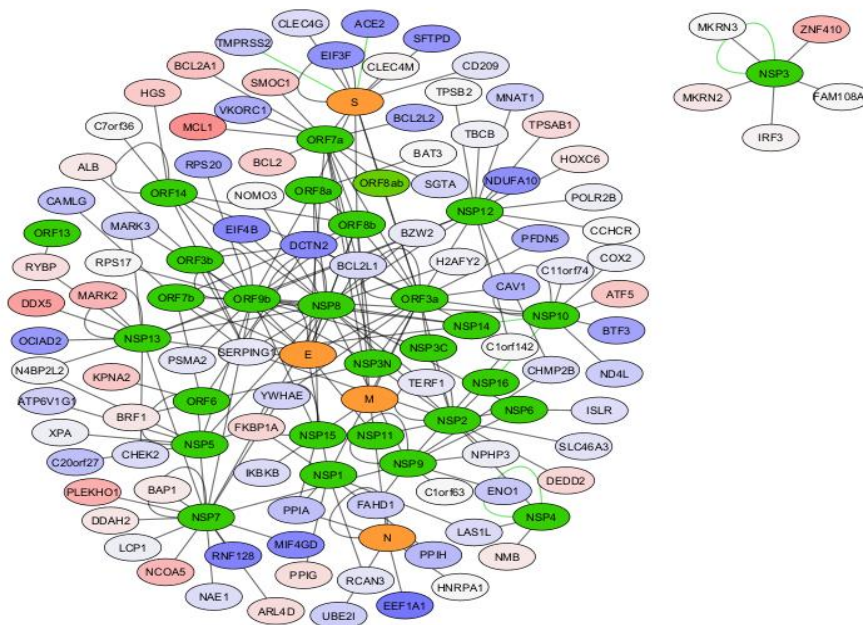 CLEC4G
ACE2
TMPRSS2
EIF3F
SFTPD
MKRN3
ZNF410
BCL2A1
CLEC4M
CD209
NSP3
SMOC1
HGS
S
TPSB2
MNAT1
MKRN2
FAM108A
VKORC1
BCL2L2
C7orf36
MCL1
ORF7a
TBCB
TPSAB1
IRF3
BAT3
ALB
RPS20
BCL2
HOXC6
NDUFA10
ORF14
NOMO3
ORF8a
ORF8ab
SGTA
POLR2B
CAMLG
NSP12
MARK3
EIF4B
ORF8b
BZW2
CCHCR
ORF13
DCTN2
PFDN5
COX2
RPS17
ORF3b
BCL2L1
H2AFY2
C11orf74
RYBP
MARK2
ORF7b
ORF9b
NSP8
ORF3a
CAV1
ATF5
DDX5
NSP10
NSP14
BTF3
OCIAD2
NSP13
SERPING1
E
NSP3C
C1orf142
N4BP2L2
PSMA2
NSP3N
CHMP2B
ND4L
KPNA2
TERF1
NSP16
ATP6V1G1
ORF6
YWHAE
M
NSP6
ISLR
BRF1
NSP2
XPA
NSP5
FKBP1A
NSP15
NSP11
SLC46A3
C20orf27
CHEK2
IKBKB
NSP1
NSP9
NPHP3
DEDD2
PLEKHO1
BAP1
C1orf63
ENO1
DDAH2
NSP7
PPIA
FAHD1
NSP4
LAS1L
LCP1
RNF128
MIF4GD
N
PPIH
NMB
NCOA5
PPIG
RCAN3
HNRPA1
NAE1
ARL4D
UBE2I
EEF1A1